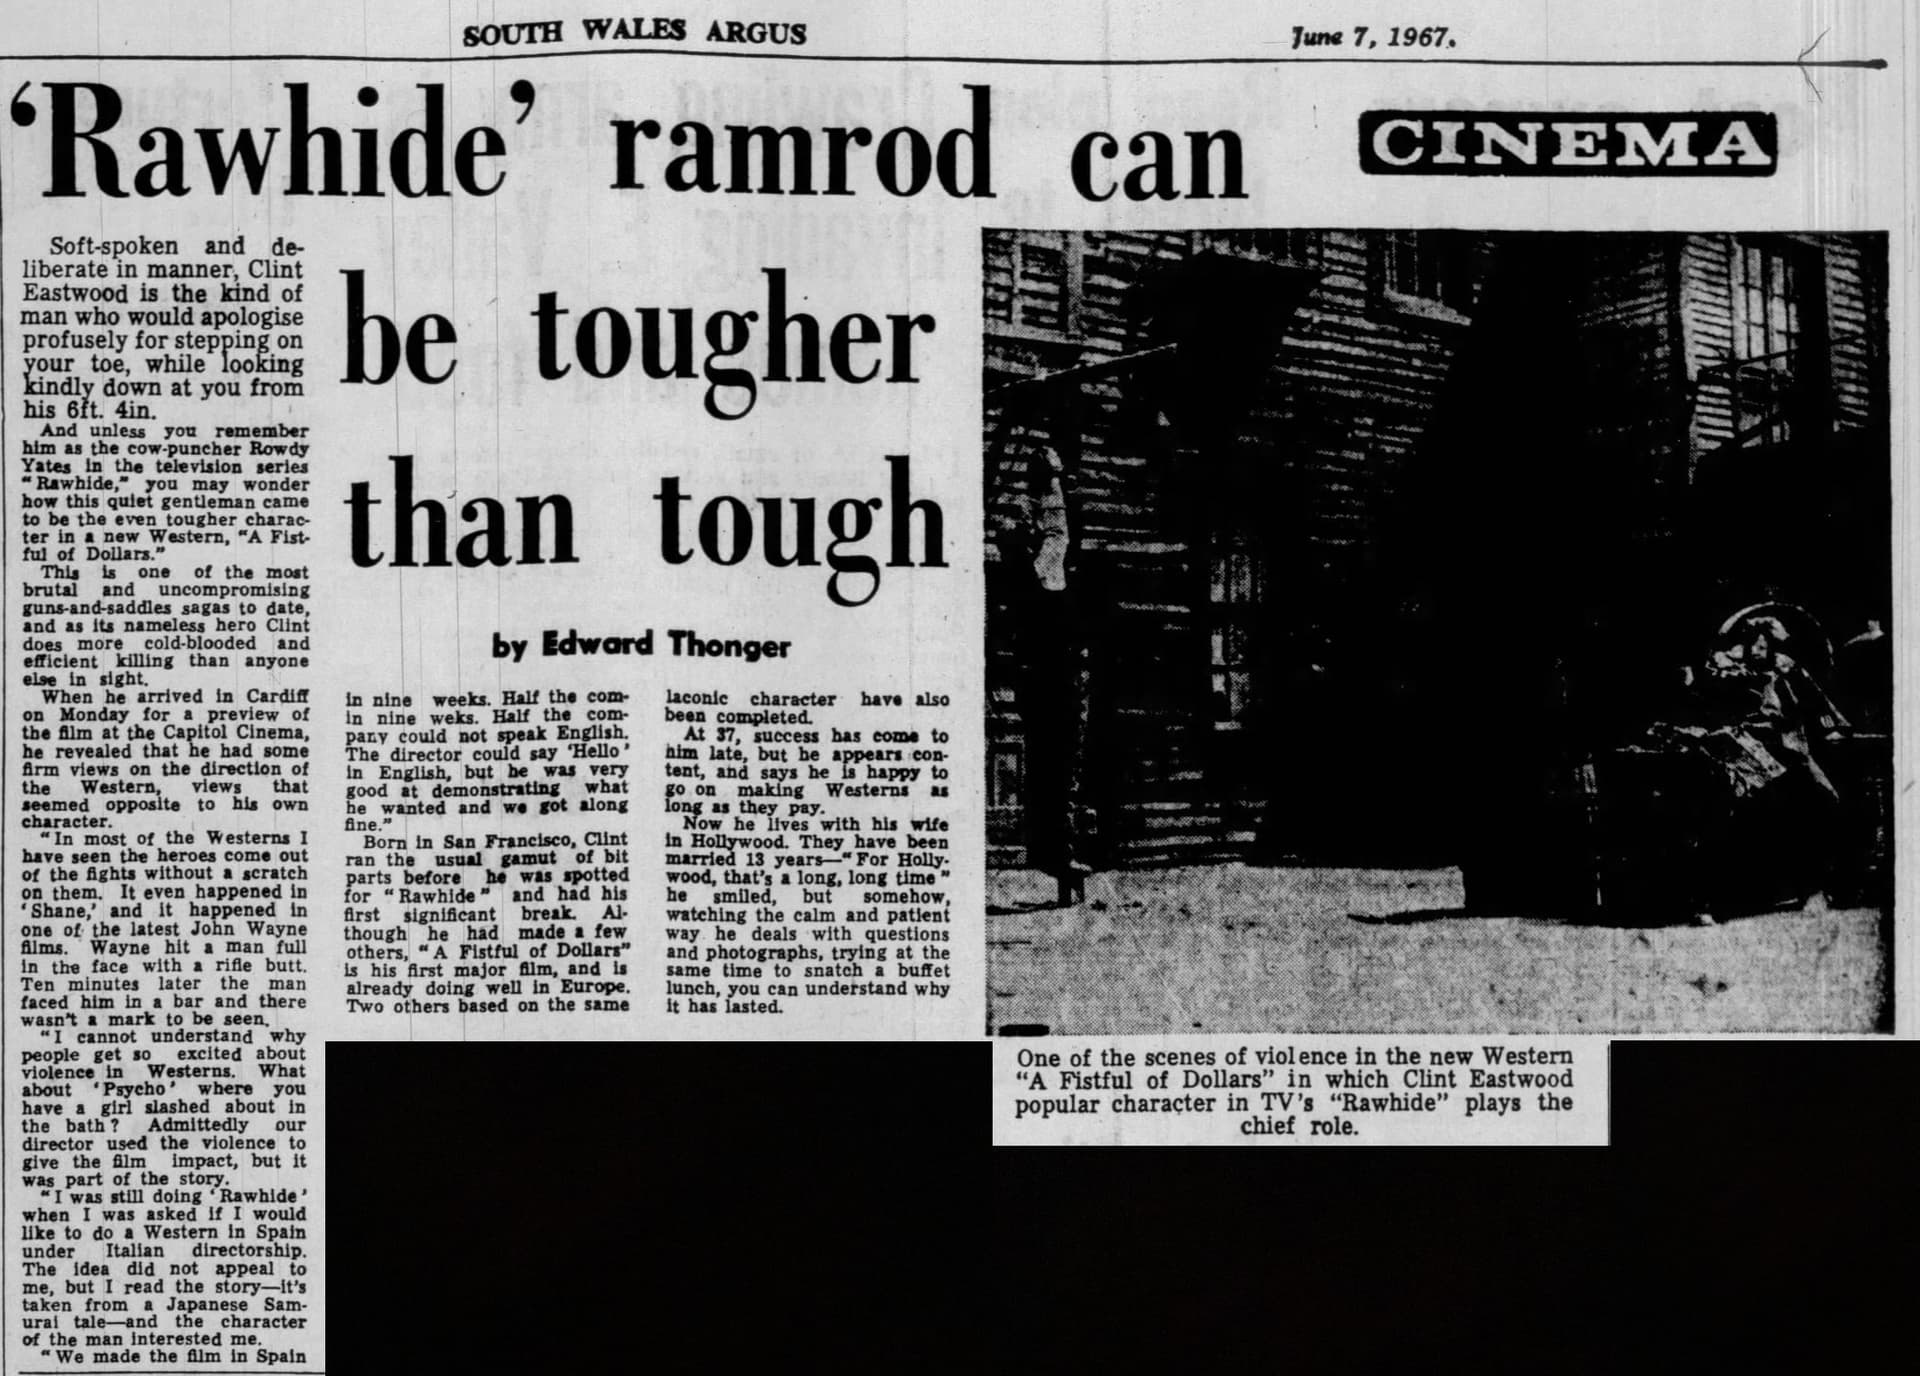 SOUTH WALES ARGUS
June 7, 1967.
‘Rawhide’ ramrod can
be tougher
than tough
CINEMA
by Edward Thonger
Soft-spoken and de-
liberate in manner, Clint
Eastwood is the kind of
man who would apologise
profusely for stepping on
your toe, while looking
kindly down at you from
his 6ft. 4in.
And unless you remember
him as the cow-puncher Rowdy
Yates in the television series
“Rawhide,” you may wonder
how this quiet gentleman came
to be the even tougher charac-
ter in a new Western, “A Fist-
ful of Dollars.”
This is one of the most
brutal and uncompromising
guns-and-saddles sagas to date,
and as its nameless hero Clint
does more cold-blooded and
efficient killing than anyone
else in sight.
When he arrived in Cardiff
on Monday for a preview of
the film at the Capitol Cinema,
he revealed that he had some
firm views on the direction of
the Western, views that
seemed opposite to his own
character.
“In most of the Westerns I
have seen the heroes come out
of the fights without a scratch
on them. It even happened in
‘Shane,’ and it happened in
one of the latest John Wayne
films. Wayne hit a man full
in the face with a rifle butt.
Ten minutes later the man
faced him in a bar and there
wasn't a mark to be seen.
“I cannot understand why
people get so excited about
violence in Westerns. What
about ‘Psycho’ where you
have a girl slashed about in
the bath? Admittedly our
director used the violence to
give the film impact, but it
was part of the story.
“I was still doing ‘Rawhide’
when I was asked if I would
like to do a Western in Spain
under Italian directorship.
The idea did not appeal to
me, but I read the story—it's
taken from a Japanese Sam-
urai tale—and the character
of the man interested me.
“We made the film in Spain
in nine weeks. Half the com-
in nine weks. Half the com-
pany could not speak English.
The director could say ‘Hello’
in English, but he was very
good at demonstrating what
he wanted and we got along
fine.”
Born in San Francisco, Clint
ran the usual gamut of bit
parts before he was spotted
for “Rawhide” and had his
first significant break. Al-
though he had made a few
others, “A Fistful of Dollars”
is his first major film, and is
already doing well in Europe.
Two others based on the same
laconic character have also
been completed.
At 37, success has come to
him late, but he appears con-
tent, and says he is happy to
go on making Westerns as
long as they pay.
Now he lives with his wife
in Hollywood. They have been
married 13 years—“For Holly-
wood, that's a long, long time”
he smiled, but somehow,
watching the calm and patient
way he deals with questions
and photographs, trying at the
same time to snatch a buffet
lunch, you can understand why
it has lasted.
One of the scenes of violence in the new Western
“A Fistful of Dollars” in which Clint Eastwood
popular character in TV's “Rawhide” plays the
chief role.